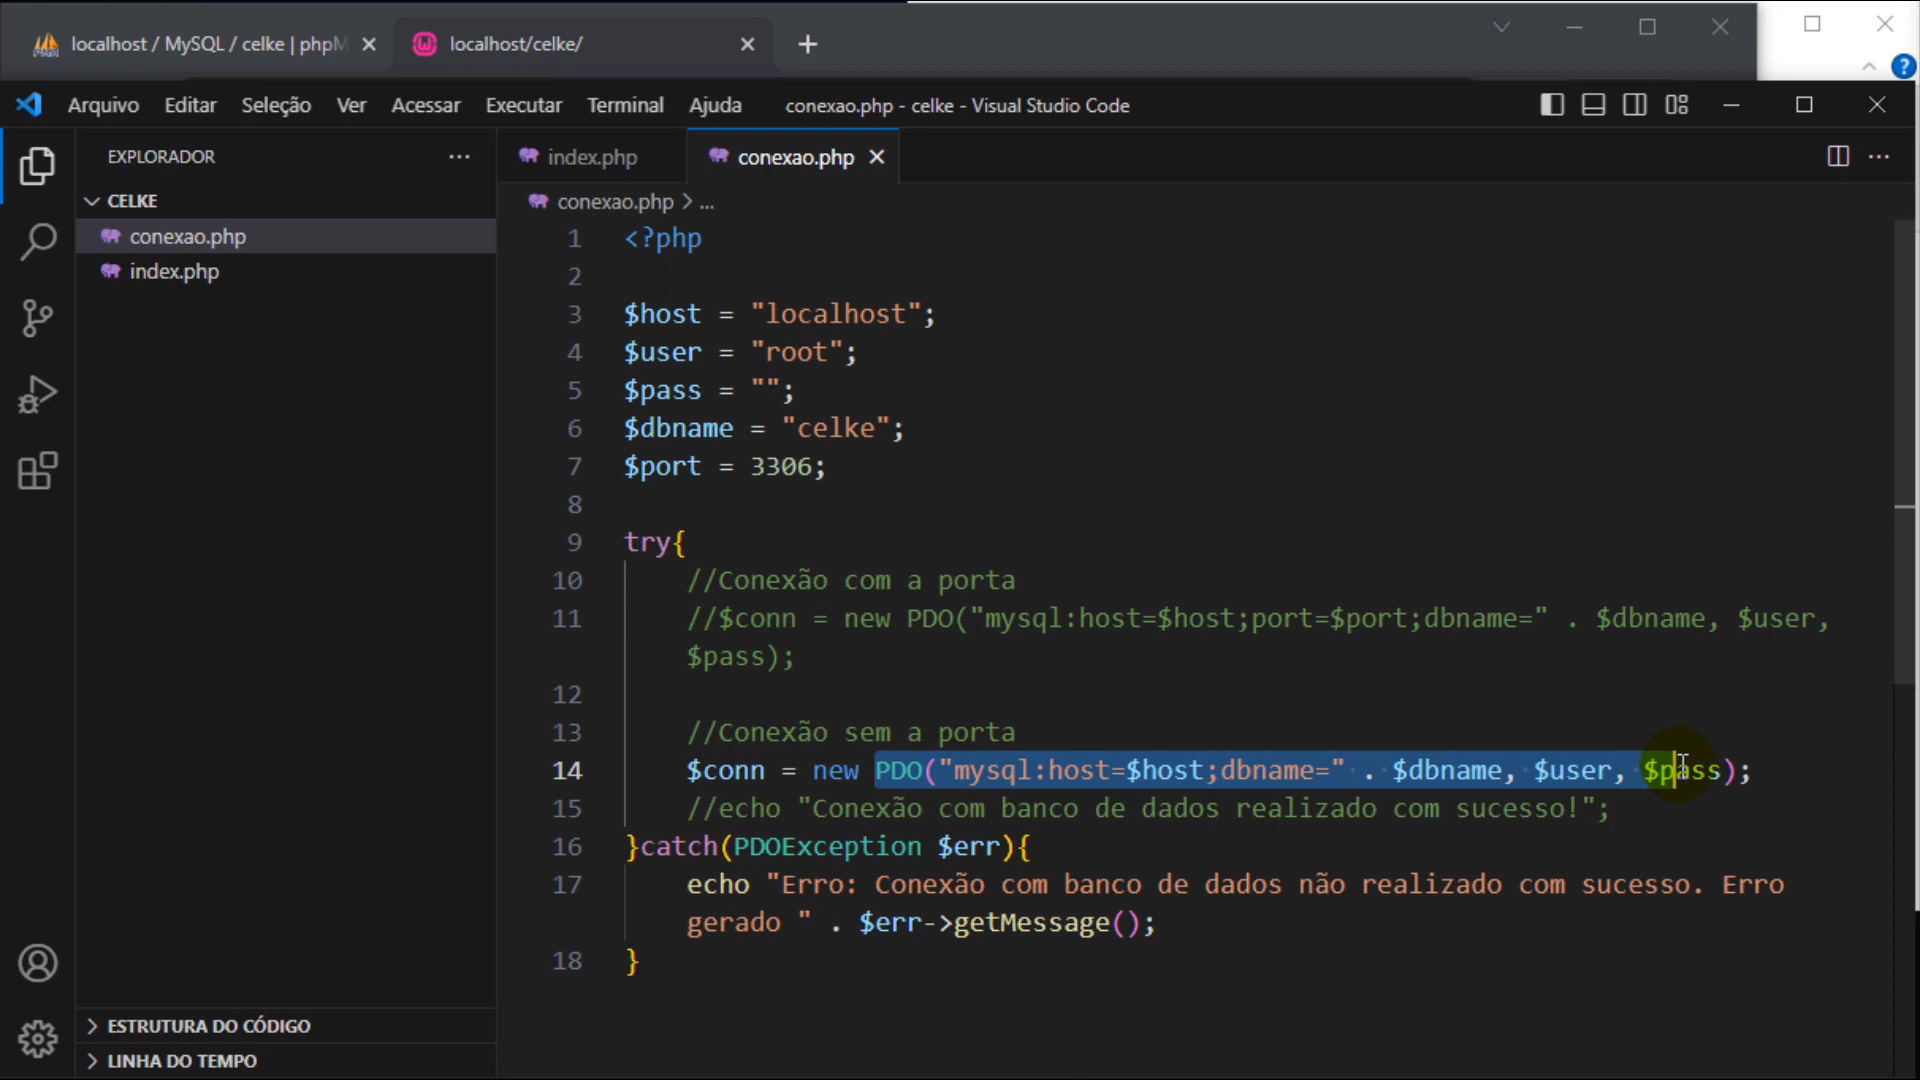 localhost / MySQL / celke | phpM
localhost/celke/
Arquivo Editar Seleção Ver Acessar Executar Terminal Ajuda conexao.php - celke - Visual Studio Code
EXPLORADOR
index.php
conexao.php
CELKE
conexao.php > ...
conexao.php
index.php
1 <?php
2
3 $host = "localhost";
4 $user = "root";
5 $pass = "";
6 $dbname = "celke";
7 $port = 3306;
8
9 try{
10 //Conexão com a porta
11 //$conn = new PDO("mysql:host=$host;port=$port;dbname=" . $dbname, $user,
$pass);
12
13 //Conexão sem a porta
14 $conn = new PDO("mysql:host=$host;dbname=" . $dbname, $user, $pass);
15 //echo "Conexão com banco de dados realizado com sucesso!";
16 }catch(PDOException $err){
17 echo "Erro: Conexão com banco de dados não realizado com sucesso. Erro
gerado " . $err->getMessage();
18 }
ESTRUTURA DO CÓDIGO
LINHA DO TEMPO